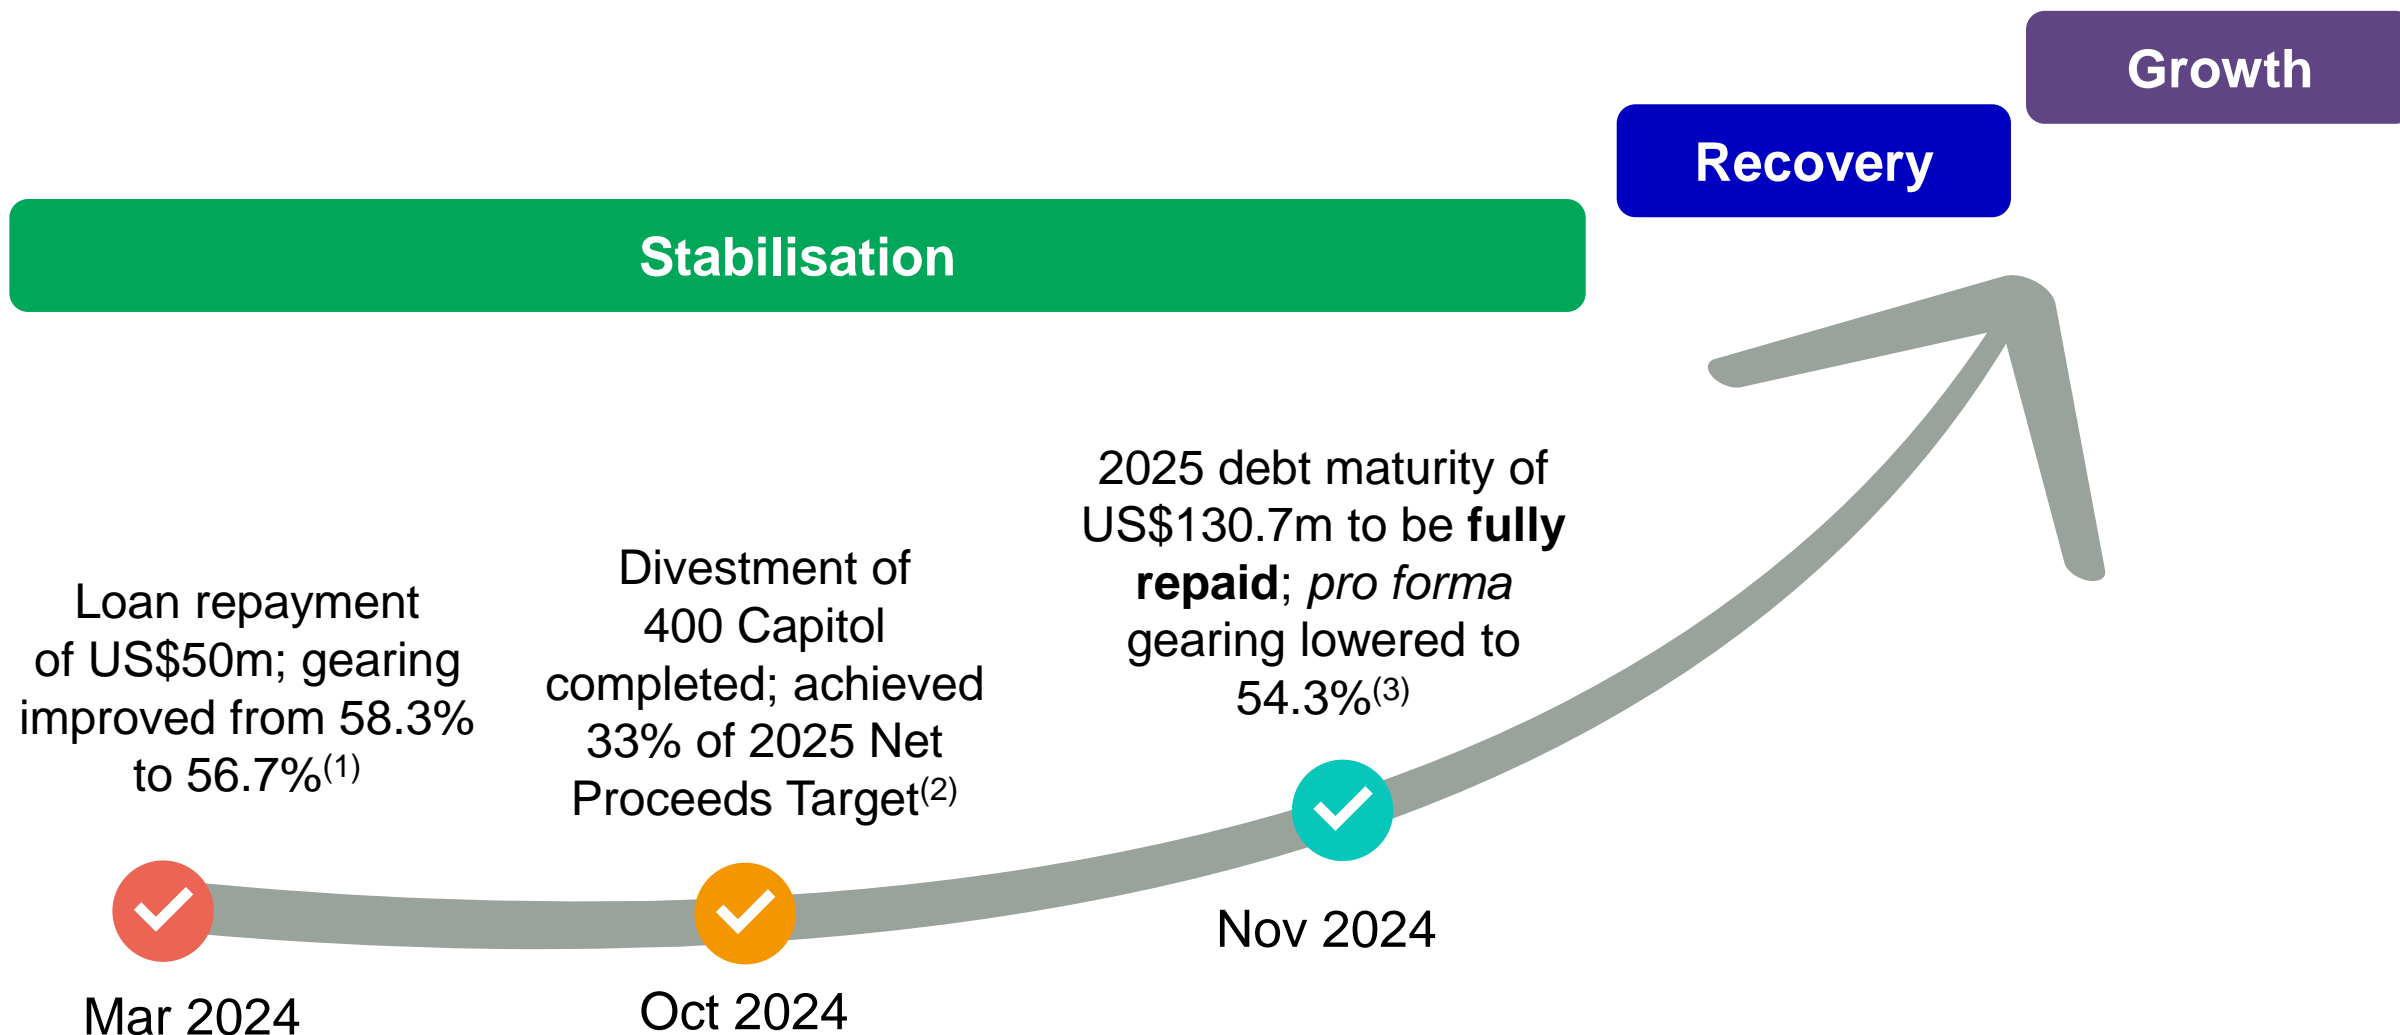 Growth
Recovery
Stabilisation
Loan repayment
of US$50m; gearing
improved from 58.3%
to 56.7%(1)
Mar 2024
Divestment of
400 Capitol
completed; achieved
33% of 2025 Net
Proceeds Target(2)
Oct 2024
2025 debt maturity of
US$130.7m to be fully
repaid; pro forma
gearing lowered to
54.3%(3)
Nov 2024